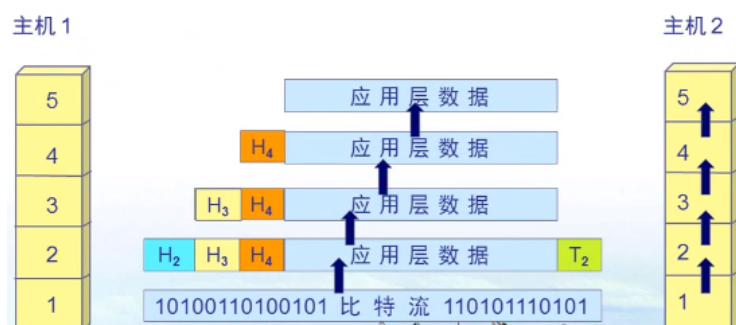 主机 1 主机 2
5 应用层数据 5
4 H4 应用层数据 4
3 H3 H4 应用层数据 3
2 H2 H3 H4 应用层数据 T2 2
1 10100110100101 比特流 110101110101 1